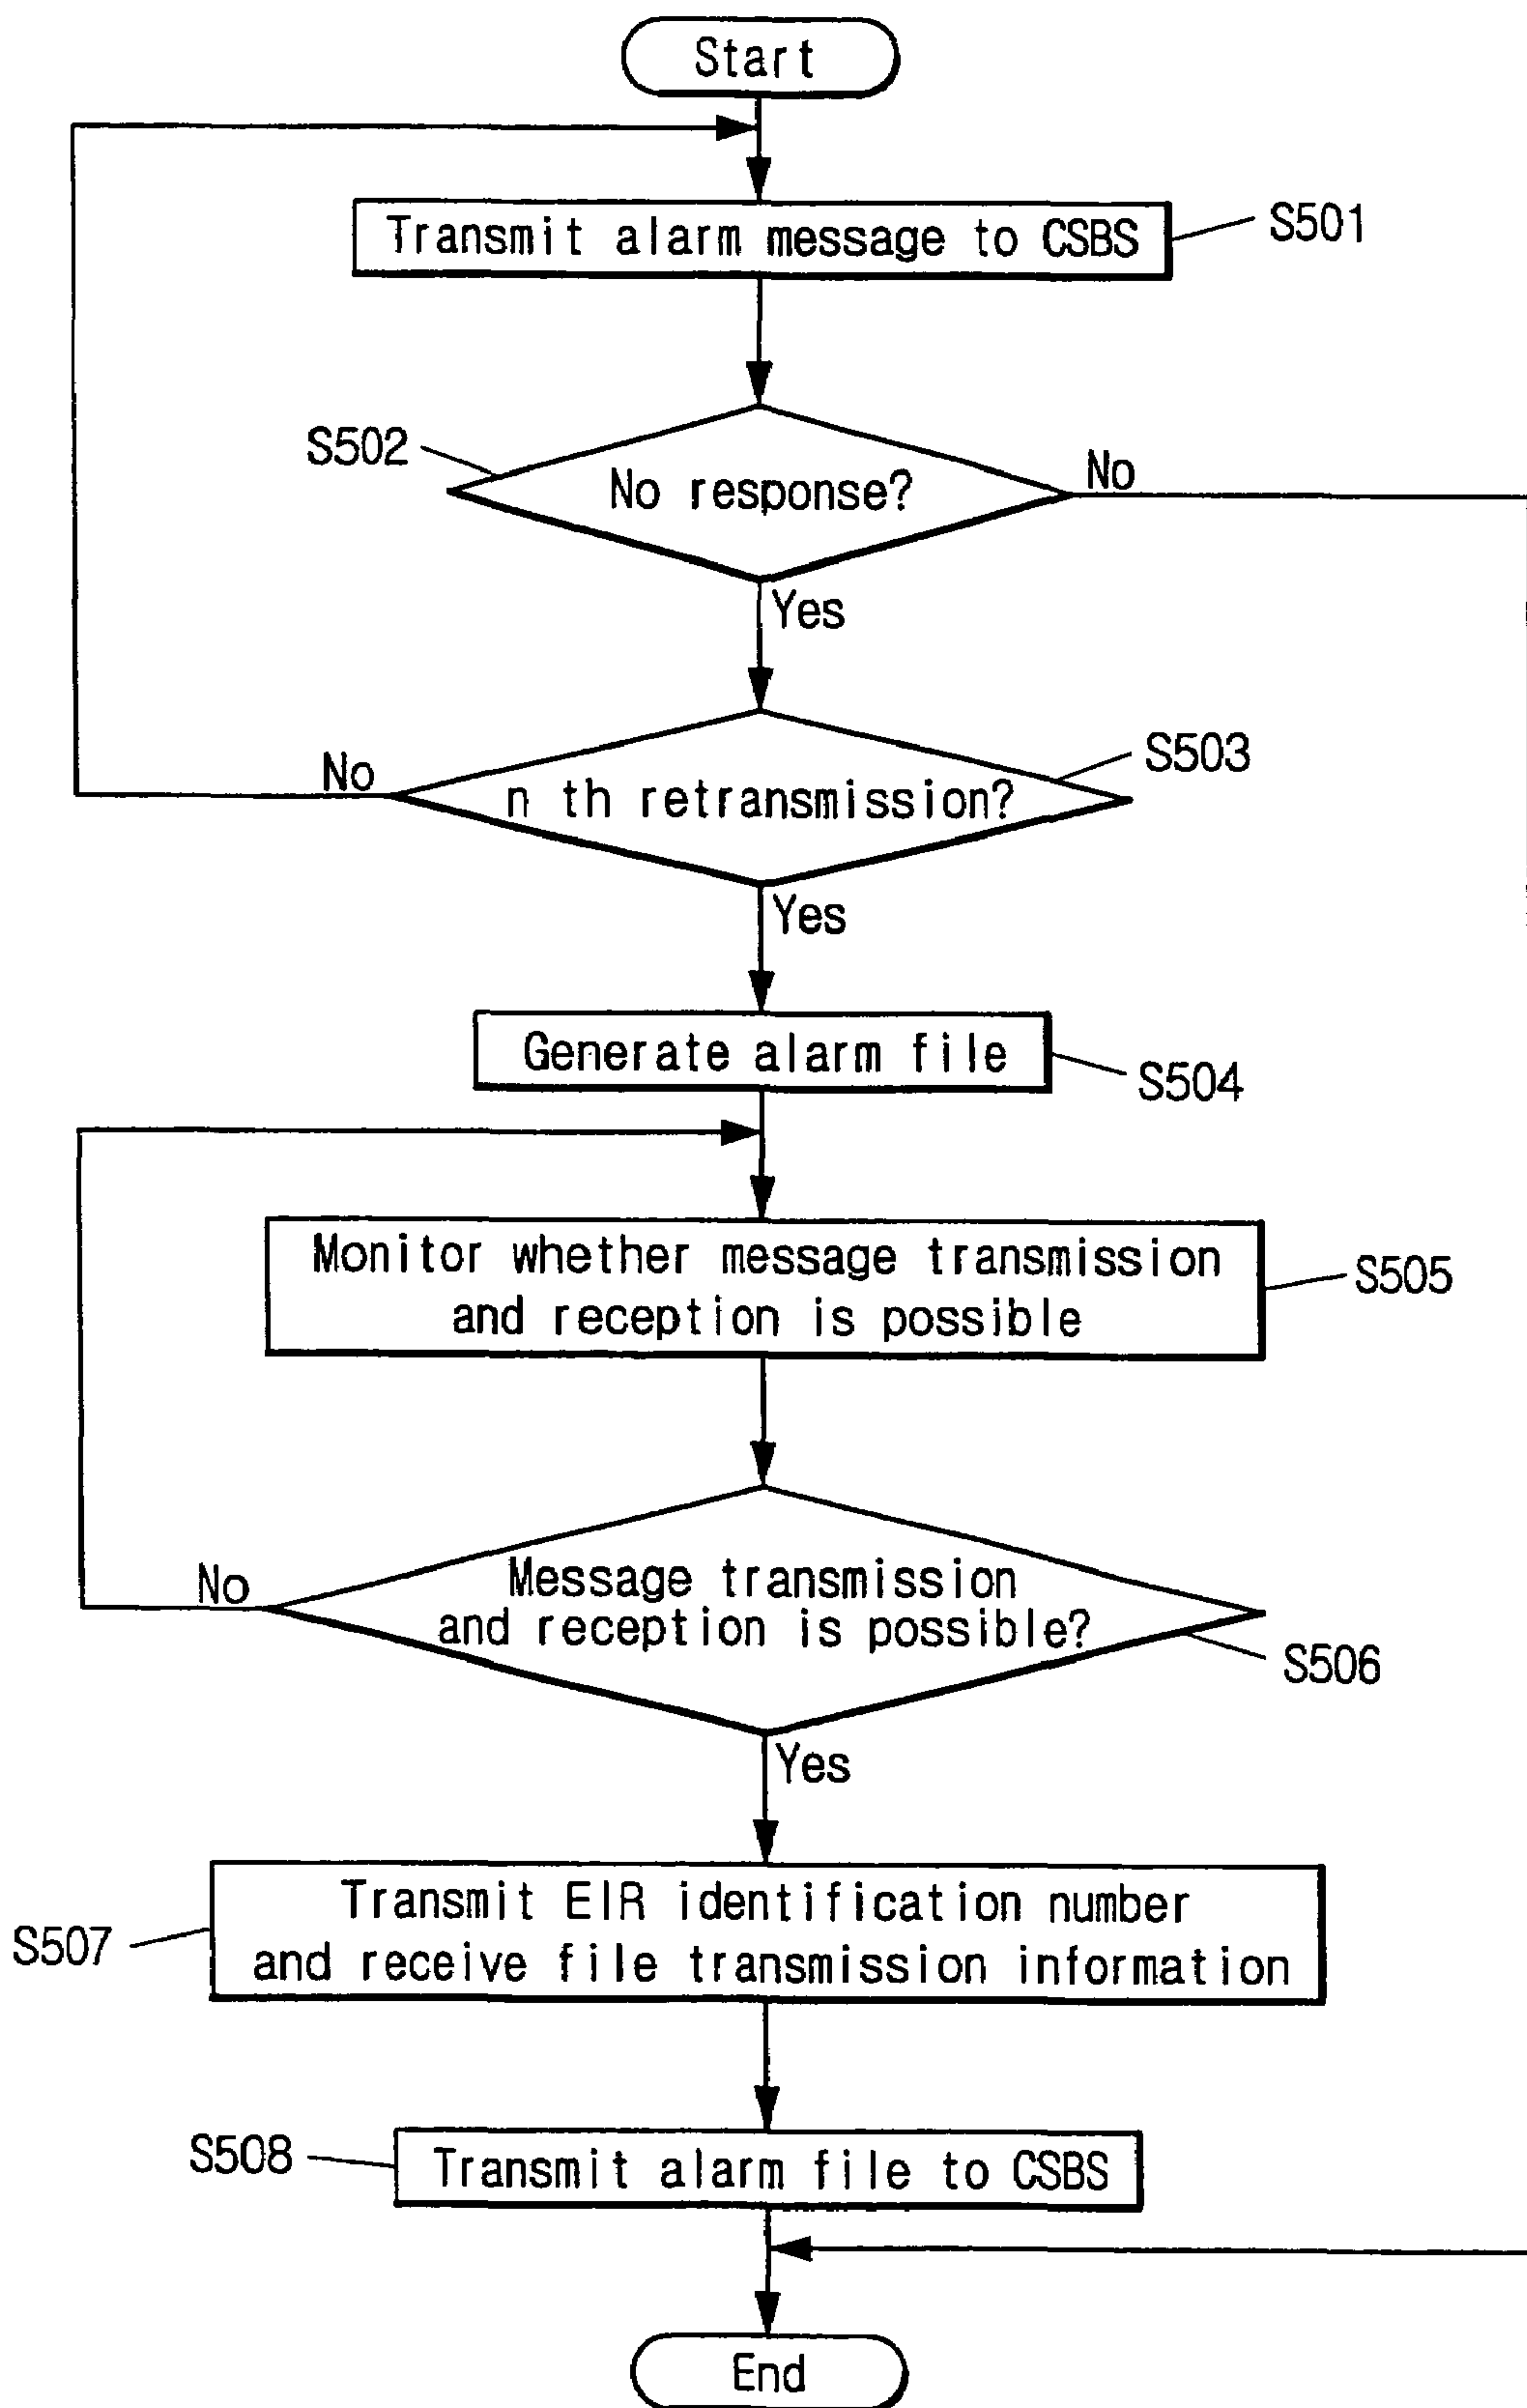 Start
Transmit alarm message to CSBS
S501
S502
No response?
No
Yes
S503
No
n th retransmission?
Yes
Generate alarm file
S504
Monitor whether message transmission
and reception is possible
S505
No
Message transmission
and reception is possible?
S506
Yes
S507
Transmit EIR identification number
and receive file transmission information
S508
Transmit alarm file to CSBS
End